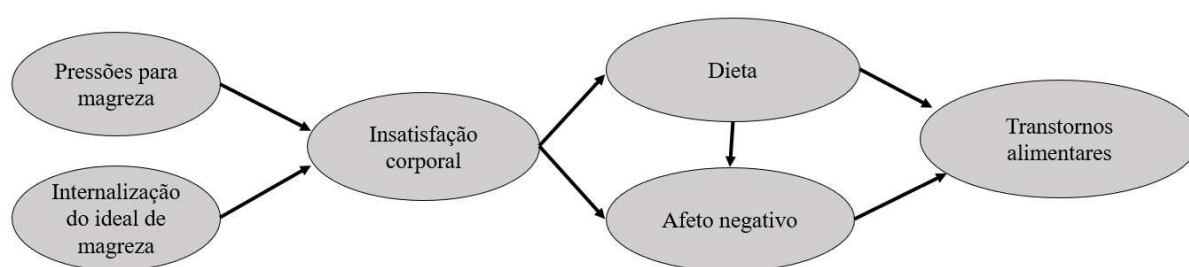 Pressões para
magreza
Internalização
do ideal de
magreza
Insatisfação
corporal
Dieta
Afeto negativo
Transtornos
alimentares